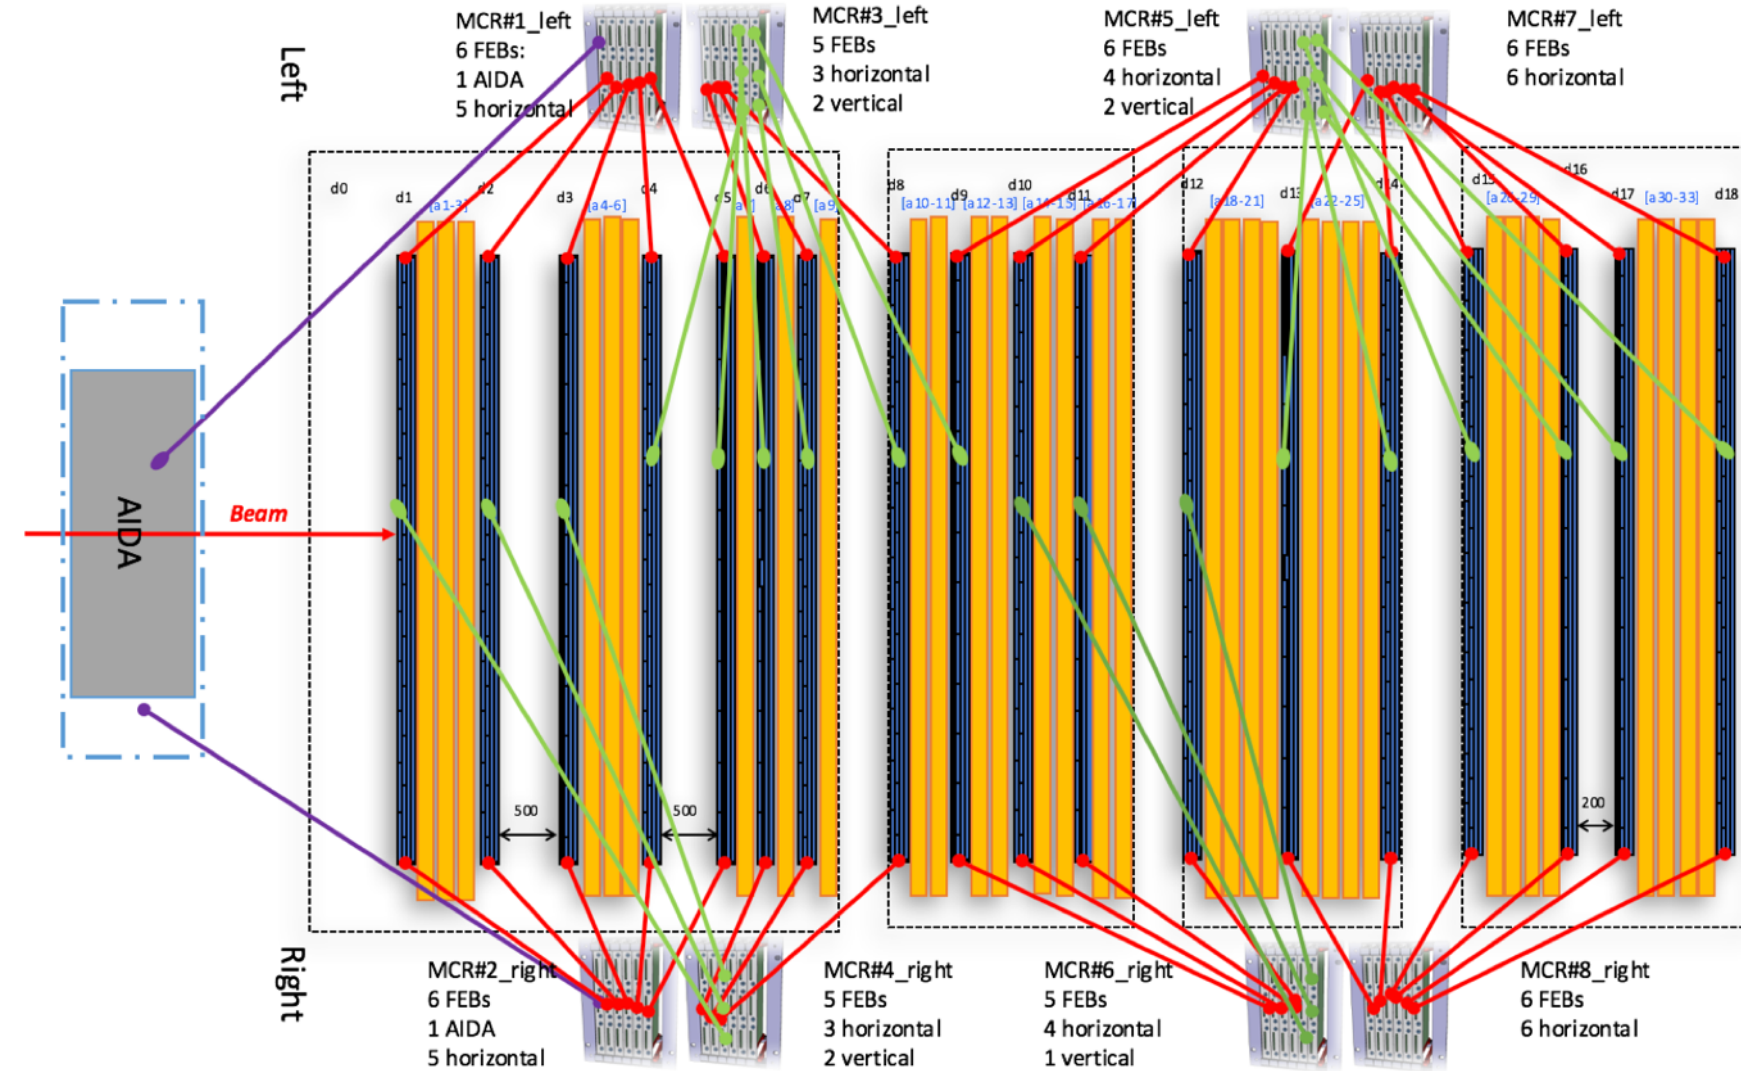 MCR#1_left
6 FEBs:
1 AIDA
5 horizontal
MCR#3_left
5 FEBs
3 horizontal
2 vertical
MCR#5_left
6 FEBs
4 horizontal
2 vertical
MCR#7_left
6 FEBs
6 horizontal
Left
d0
d1
d2
d3
d4
d5
d6
d7
d8
d9
d10
d11
d12
d13
d14
d15
d16
d17
d18
[a1-3]
[a4-6]
[a8]
[a9]
[a10-11]
[a12-13]
[a14-15]
[a16-17]
[a18-21]
[a22-25]
[a26-29]
[a30-33]
AIDA
Beam
500
500
200
Right
MCR#2_right
6 FEBs
1 AIDA
5 horizontal
MCR#4_right
5 FEBs
3 horizontal
2 vertical
MCR#6_right
5 FEBs
4 horizontal
1 vertical
MCR#8_right
6 FEBs
6 horizontal